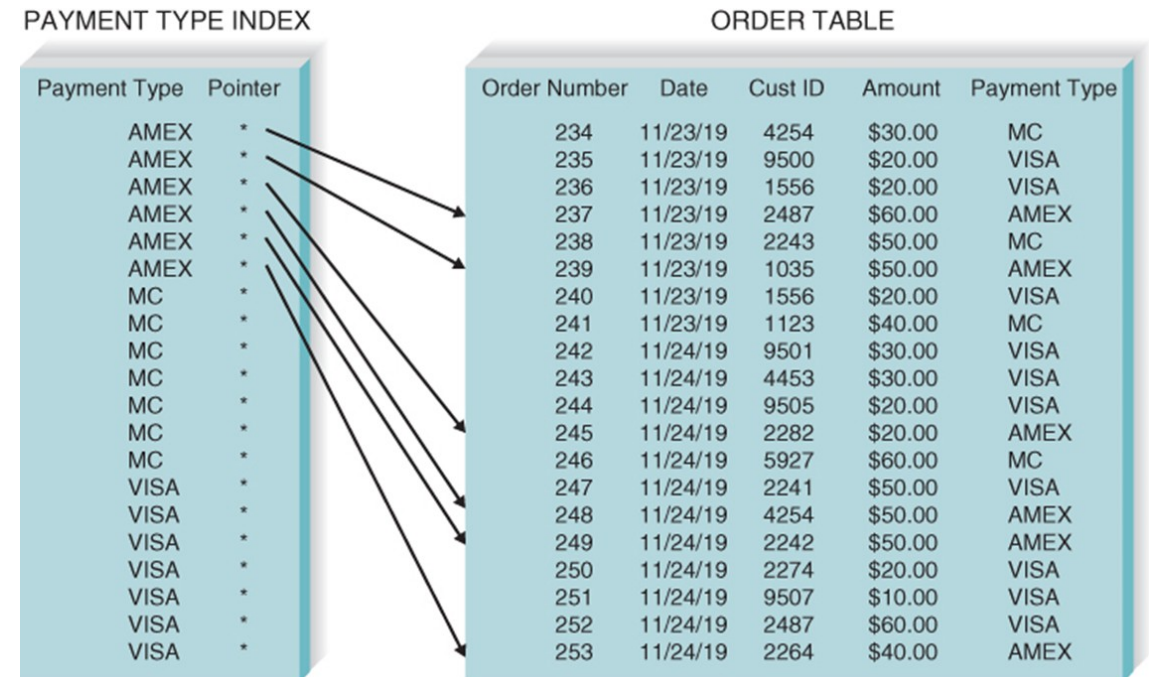 PAYMENT TYPE INDEX
Payment Type Pointer
AMEX *
AMEX *
AMEX *
AMEX *
AMEX *
AMEX *
MC *
MC *
MC *
MC *
MC *
MC *
MC *
VISA *
VISA *
VISA *
VISA *
VISA *
VISA *
VISA *
ORDER TABLE
Order Number Date Cust ID Amount Payment Type
234 11/23/19 4254 $30.00 MC
235 11/23/19 9500 $20.00 VISA
236 11/23/19 1556 $20.00 VISA
237 11/23/19 2487 $60.00 AMEX
238 11/23/19 2243 $50.00 MC
239 11/23/19 1035 $50.00 AMEX
240 11/23/19 1556 $20.00 VISA
241 11/23/19 1123 $40.00 MC
242 11/24/19 9501 $30.00 VISA
243 11/24/19 4453 $30.00 VISA
244 11/24/19 9505 $20.00 VISA
245 11/24/19 2282 $20.00 AMEX
246 11/24/19 5927 $60.00 MC
247 11/24/19 2241 $50.00 VISA
248 11/24/19 4254 $50.00 AMEX
249 11/24/19 2242 $50.00 AMEX
250 11/24/19 2274 $20.00 VISA
251 11/24/19 9507 $10.00 VISA
252 11/24/19 2487 $60.00 VISA
253 11/24/19 2264 $40.00 AMEX